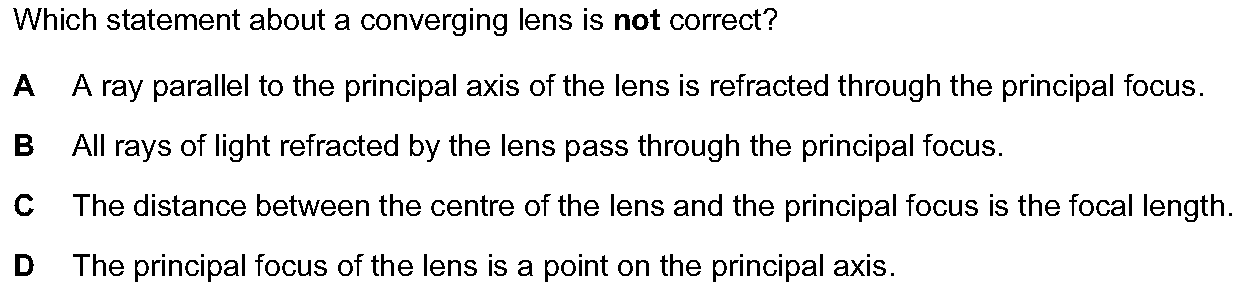 Which statement about a converging lens is not correct?
A A ray parallel to the principal axis of the lens is refracted through the principal focus.
B All rays of light refracted by the lens pass through the principal focus.
C The distance between the centre of the lens and the principal focus is the focal length.
D The principal focus of the lens is a point on the principal axis.